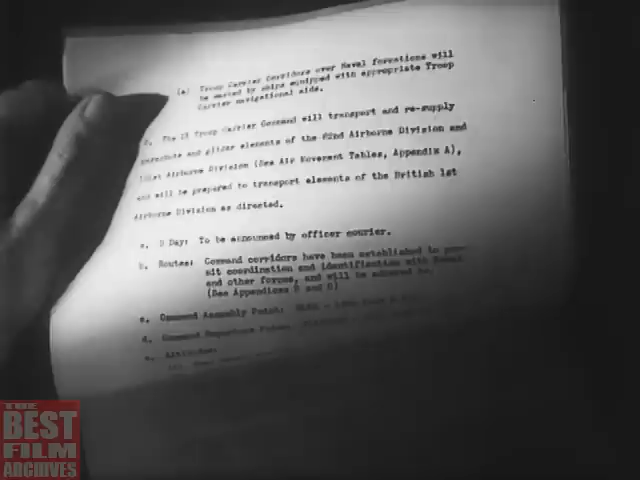 (a) Troop Carrier Corridors over Naval formations will
be marked by ships equipped with appropriate Troop
Carrier navigational aids.
2. The IX Troop Carrier Command will transport and re-supply
parachute and glider elements of the 82nd Airborne Division and
101st Airborne Division (See Air Movement Tables, Appendix A),
and will be prepared to transport elements of the British 1st
Airborne Division as directed.
a. D Day: To be announced by officer courier.
b. Routes: Command corridors have been established to
sit coordination and identification with Naval
and other forces, and will be adhered to.
(See Appendixes B and
c. Command Assembly Point:
d. Command Departure Point:
e. Altitudes:
THE
BEST
FILM
ARCHIVES